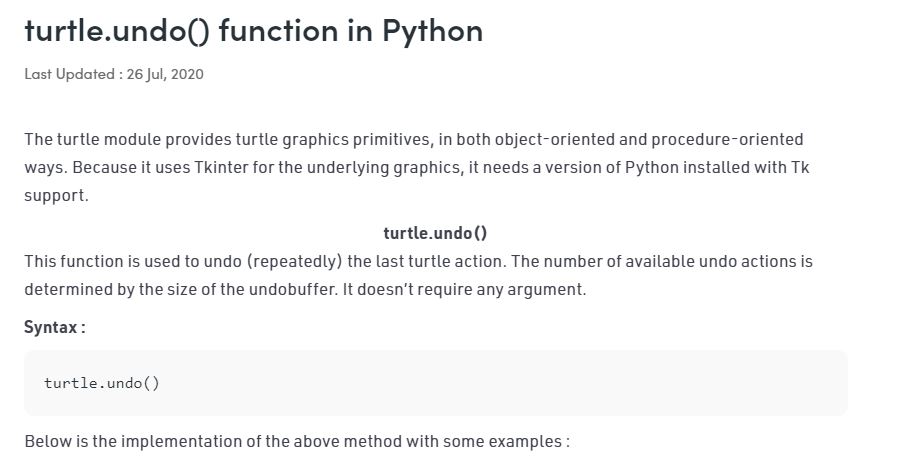 turtle.undo() function in Python
Last Updated : 26 Jul, 2020
The turtle module provides turtle graphics primitives, in both object-oriented and procedure-oriented
ways. Because it uses Tkinter for the underlying graphics, it needs a version of Python installed with Tk
support.
turtle.undo()
This function is used to undo (repeatedly) the last turtle action. The number of available undo actions is
determined by the size of the undobuffer. It doesn’t require any argument.
Syntax :
turtle.undo()
Below is the implementation of the above method with some examples :